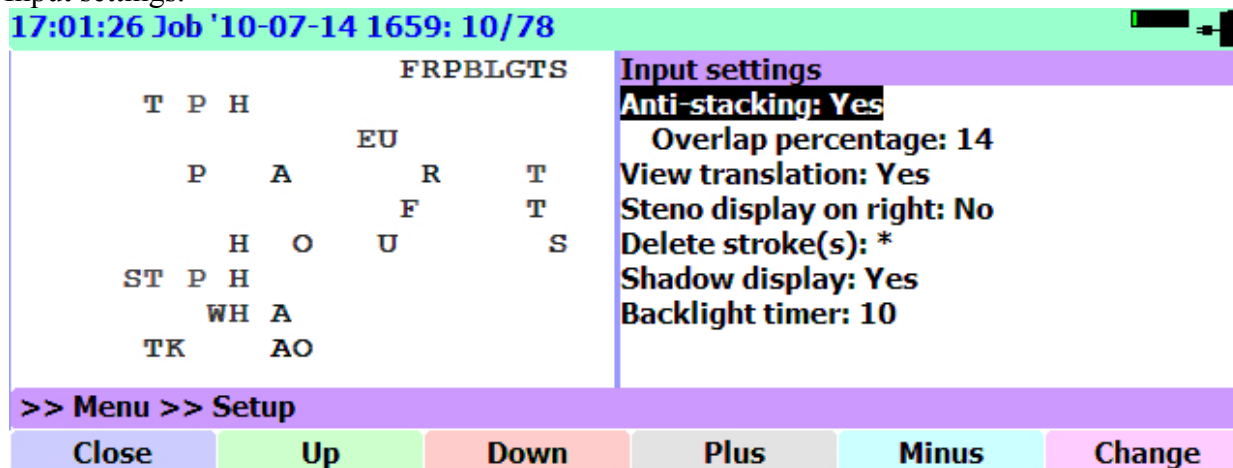 Input settings.
17:01:26 Job '10-07-14 1659: 10/78
FRPBLGTS
T P H
EU
P A R T
F T
H O U S
ST P H
WH A
TK AO
Input settings
Anti-stacking: Yes
Overlap percentage: 14
View translation: Yes
Steno display on right: No
Delete stroke(s): *
Shadow display: Yes
Backlight timer: 10
>> Menu >> Setup
Close Up Down Plus Minus Change